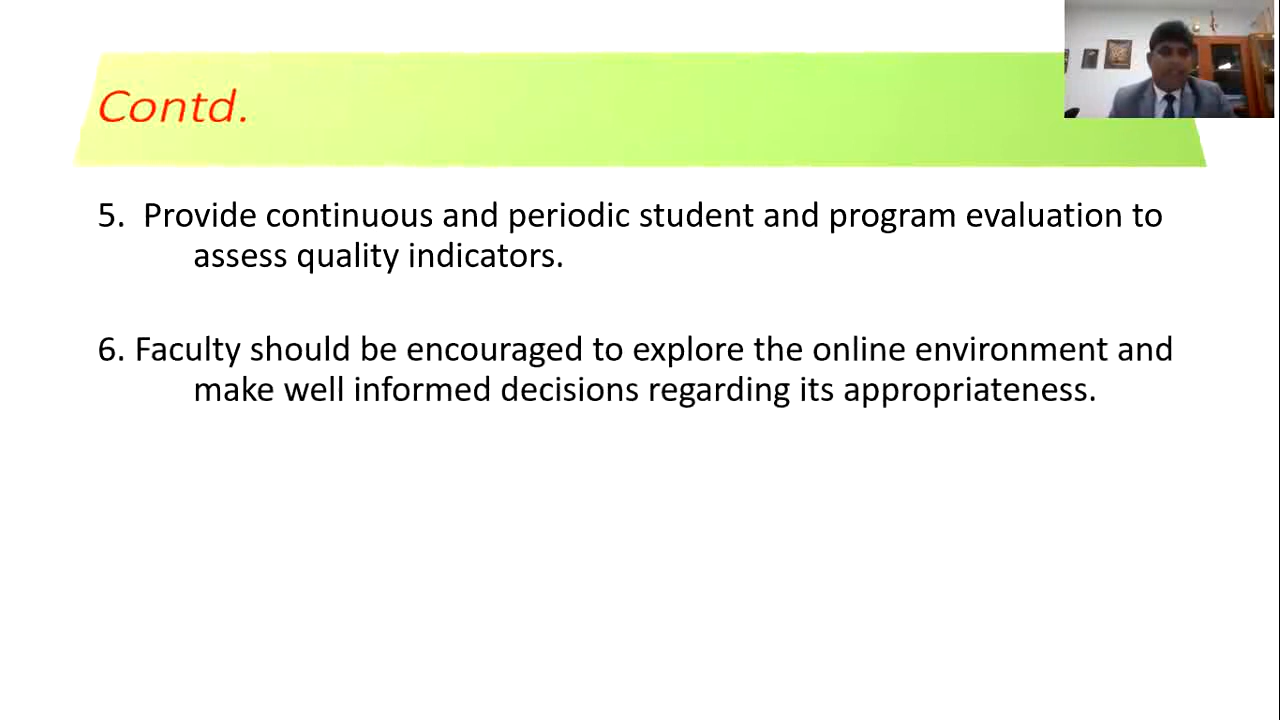 Contd.
5. Provide continuous and periodic student and program evaluation to
assess quality indicators.
6. Faculty should be encouraged to explore the online environment and
make well informed decisions regarding its appropriateness.